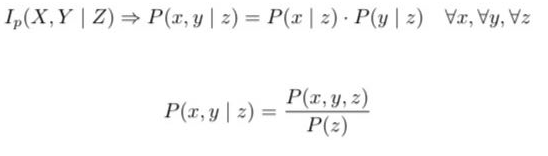 I_p(X, Y | Z) ⇒ P(x, y | z) = P(x | z) · P(y | z) ∀x, ∀y, ∀z
P(x, y | z) = P(x, y, z) / P(z)